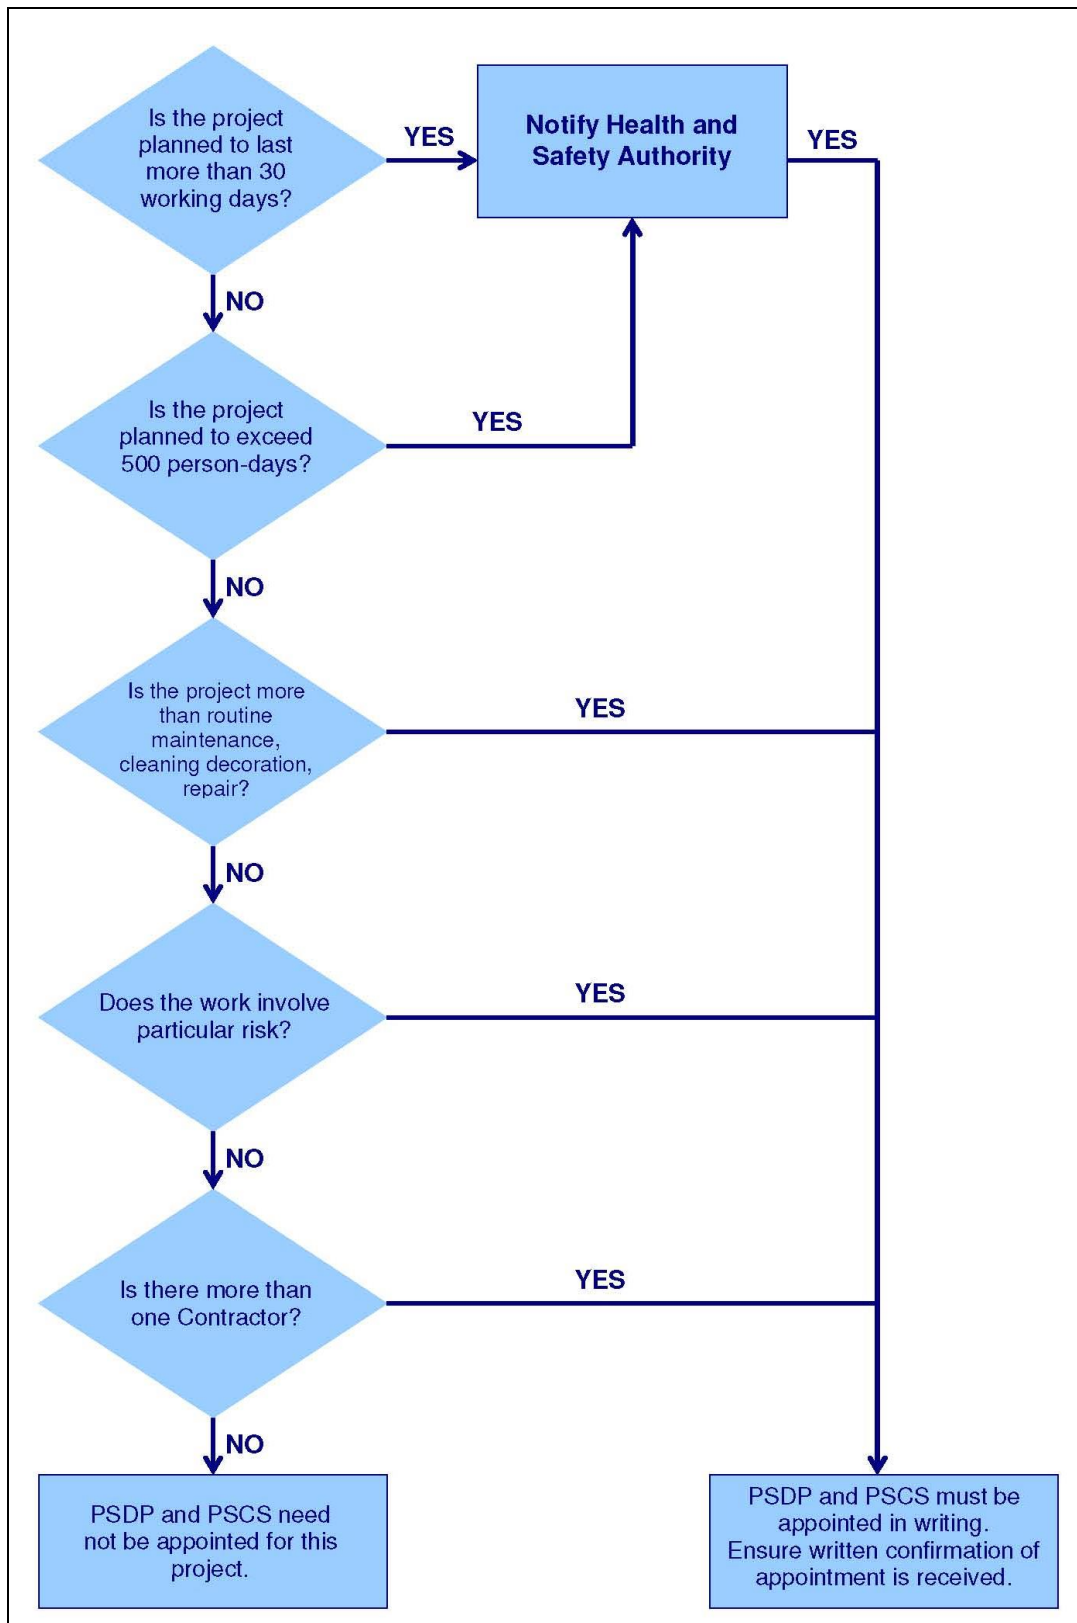 Is the project
planned to last
more than 30
working days?
YES
Notify Health and
Safety Authority
YES
NO
Is the project
planned to exceed
500 person-days?
YES
NO
Is the project more
than routine
maintenance,
cleaning decoration,
repair?
YES
NO
Does the work involve
particular risk?
YES
NO
Is there more than
one Contractor?
YES
NO
PSDP and PSCS need
not be appointed for this
project.
PSDP and PSCS must be
appointed in writing.
Ensure written confirmation of
appointment is received.